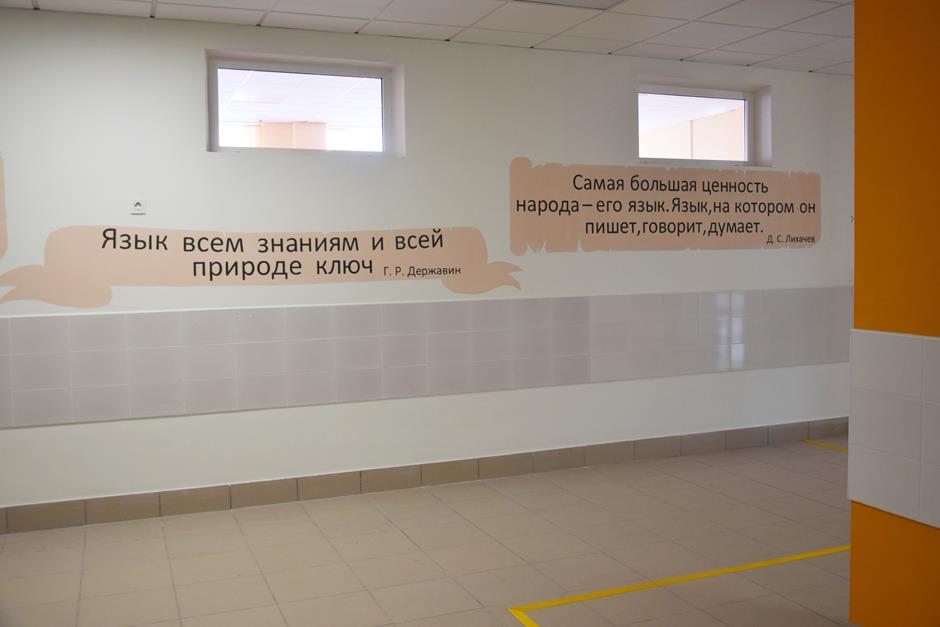 Язык всем знаниям и всей
природе ключ Г. Р. Державин
Самая большая ценность
народа – его язык.Язык,на котором он
пишет,говорит,думает.
Д. С. Лихачев